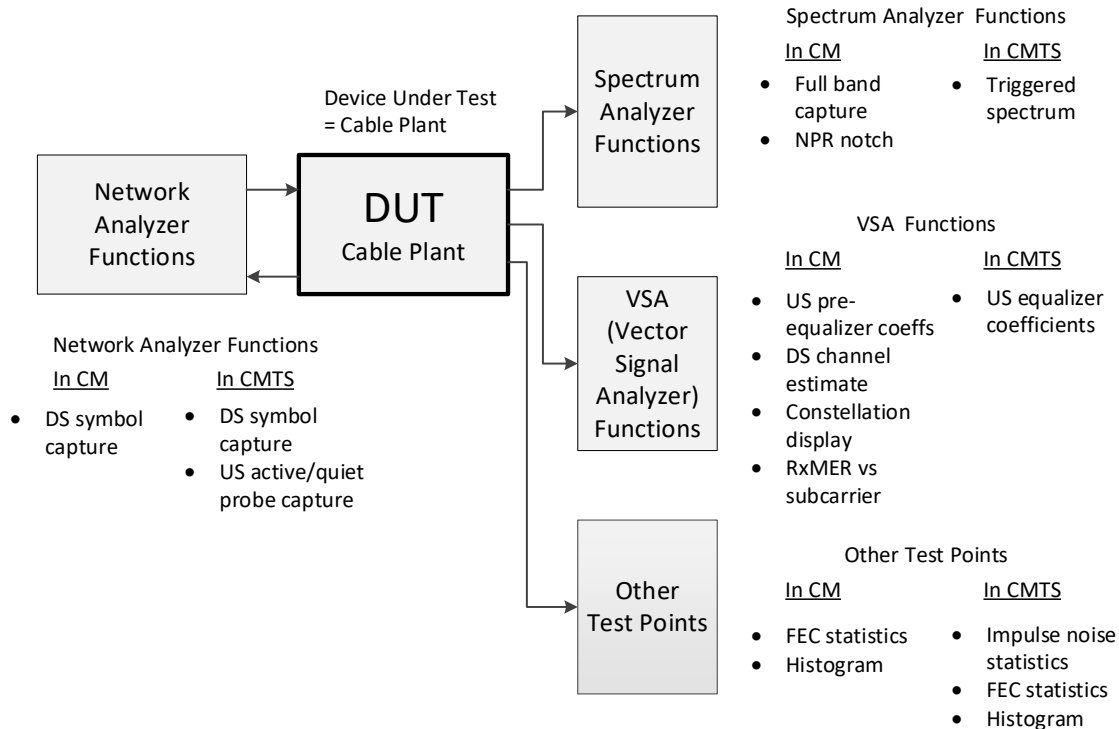 Spectrum Analyzer Functions
In CM
• Full band
capture
• NPR notch
In CMTS
• Triggered
spectrum
Spectrum
Analyzer
Functions
Device Under Test
= Cable Plant
Network
Analyzer
Functions
DUT
Cable Plant
VSA Functions
In CM
• US pre-
equalizer coeffs
• DS channel
estimate
• Constellation
display
• RxMER vs
subcarrier
In CMTS
• US equalizer
coefficients
VSA
(Vector
Signal
Analyzer)
Functions
Network Analyzer Functions
In CM
• DS symbol
capture
In CMTS
• DS symbol
capture
• US active/quiet
probe capture
Other
Test Points
Other Test Points
In CM
• FEC statistics
• Histogram
In CMTS
• Impulse noise
statistics
• FEC statistics
• Histogram